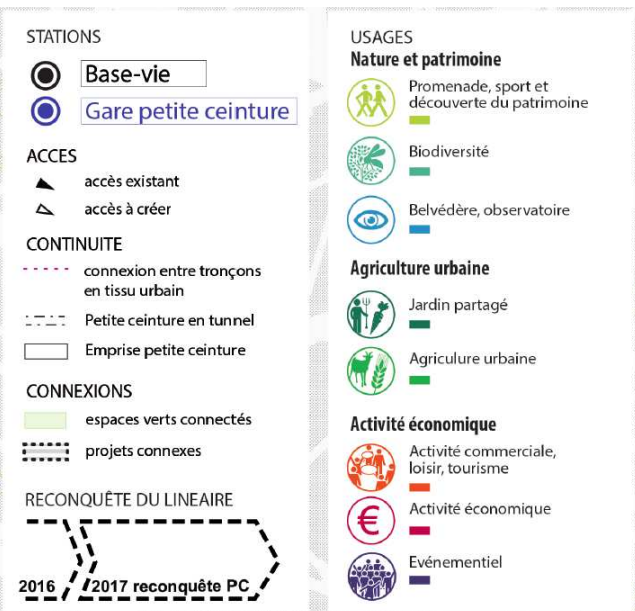 STATIONS
Base-vie
Gare petite ceinture
ACCES
accès existant
accès à créer
CONTINUITE
connexion entre tronçons
en tissu urbain
Petite ceinture en tunnel
Emprise petite ceinture
CONNEXIONS
espaces verts connectés
projets connexes
RECONQUÊTE DU LINEAIRE
2016
2017 reconquête PC
USAGES
Nature et patrimoine
Promenade, sport et
découverte du patrimoine
Biodiversité
Belvédère, observatoire
Agriculture urbaine
Jardin partagé
Agriculure urbaine
Activité économique
Activité commerciale,
loisir, tourisme
€
Activité économique
Evénementiel